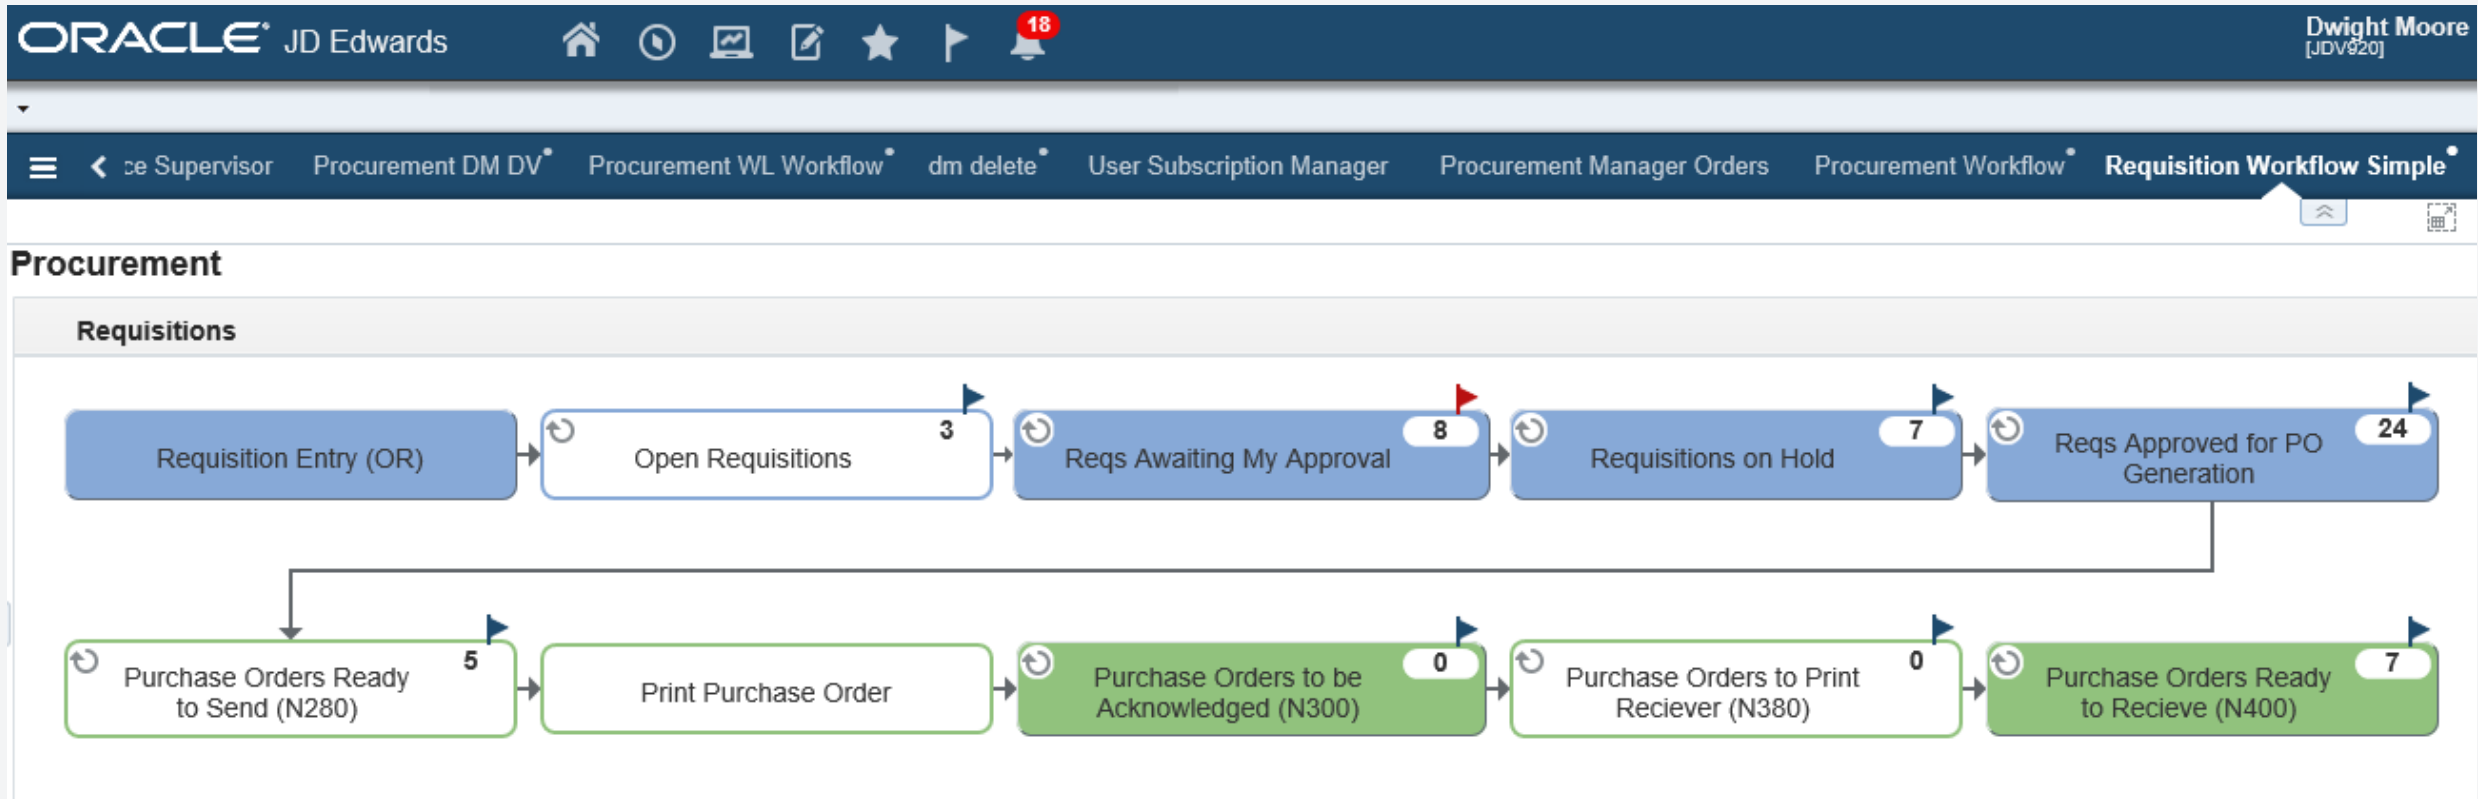 ORACLE JD Edwards
18
Dwight Moore
[JDV920]
ce Supervisor Procurement DM DV Procurement WL Workflow dm delete User Subscription Manager Procurement Manager Orders Procurement Workflow Requisition Workflow Simple
Procurement
Requisitions
Requisition Entry (OR)
3
Open Requisitions
8
Reqs Awaiting My Approval
7
Requisitions on Hold
24
Reqs Approved for PO
Generation
5
Purchase Orders Ready
to Send (N280)
Print Purchase Order
0
Purchase Orders to be
Acknowledged (N300)
0
Purchase Orders to Print
Reciever (N380)
7
Purchase Orders Ready
to Recieve (N400)